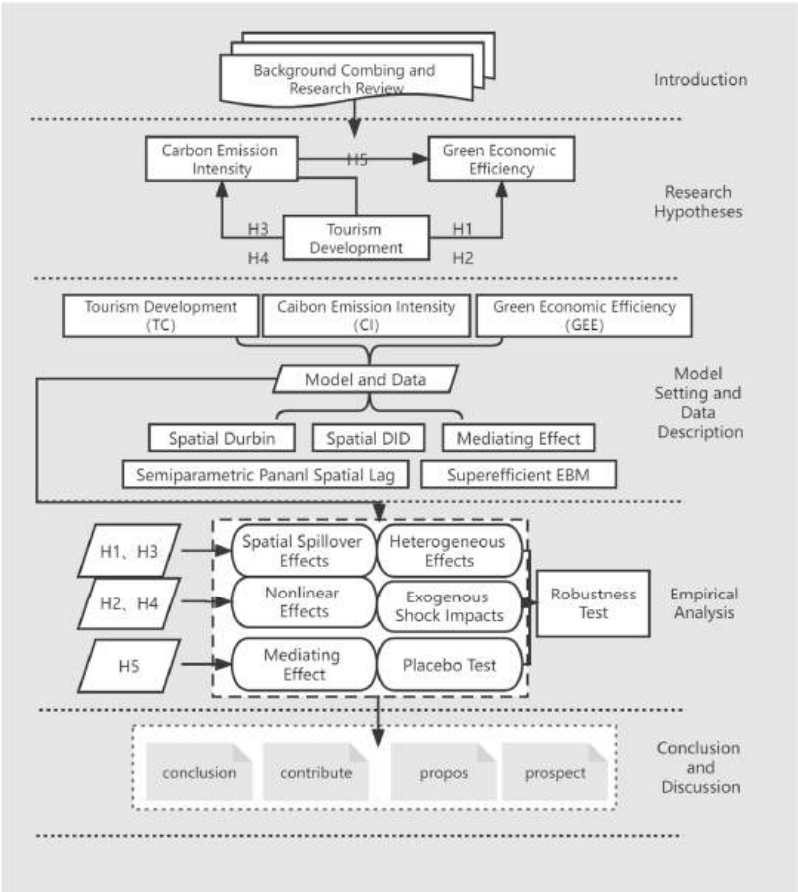 Background Combing and
Research Review
Introduction
Carbon Emission
Intensity
H5
Green Economic
Efficiency
Research
Hypotheses
H3
H4
Tourism
Development
H1
H2
Tourism Development
(TC)
Caibon Emission Intensity
(CI)
Green Economic Efficiency
(GEE)
Model and Data
Model
Setting and
Data
Description
Spatial Durbin
Spatial DID
Mediating Effect
Semiparametric Pananl Spatial Lag
Superefficient EBM
H1、H3
Spatial Spillover
Effects
Heterogeneous
Effects
H2、H4
Nonlinear
Effects
Exogenous
Shock Impacts
Robustness
Test
Empirical
Analysis
H5
Mediating
Effect
Placebo Test
conclusion
contribute
propos
prospect
Conclusion
and
Discussion